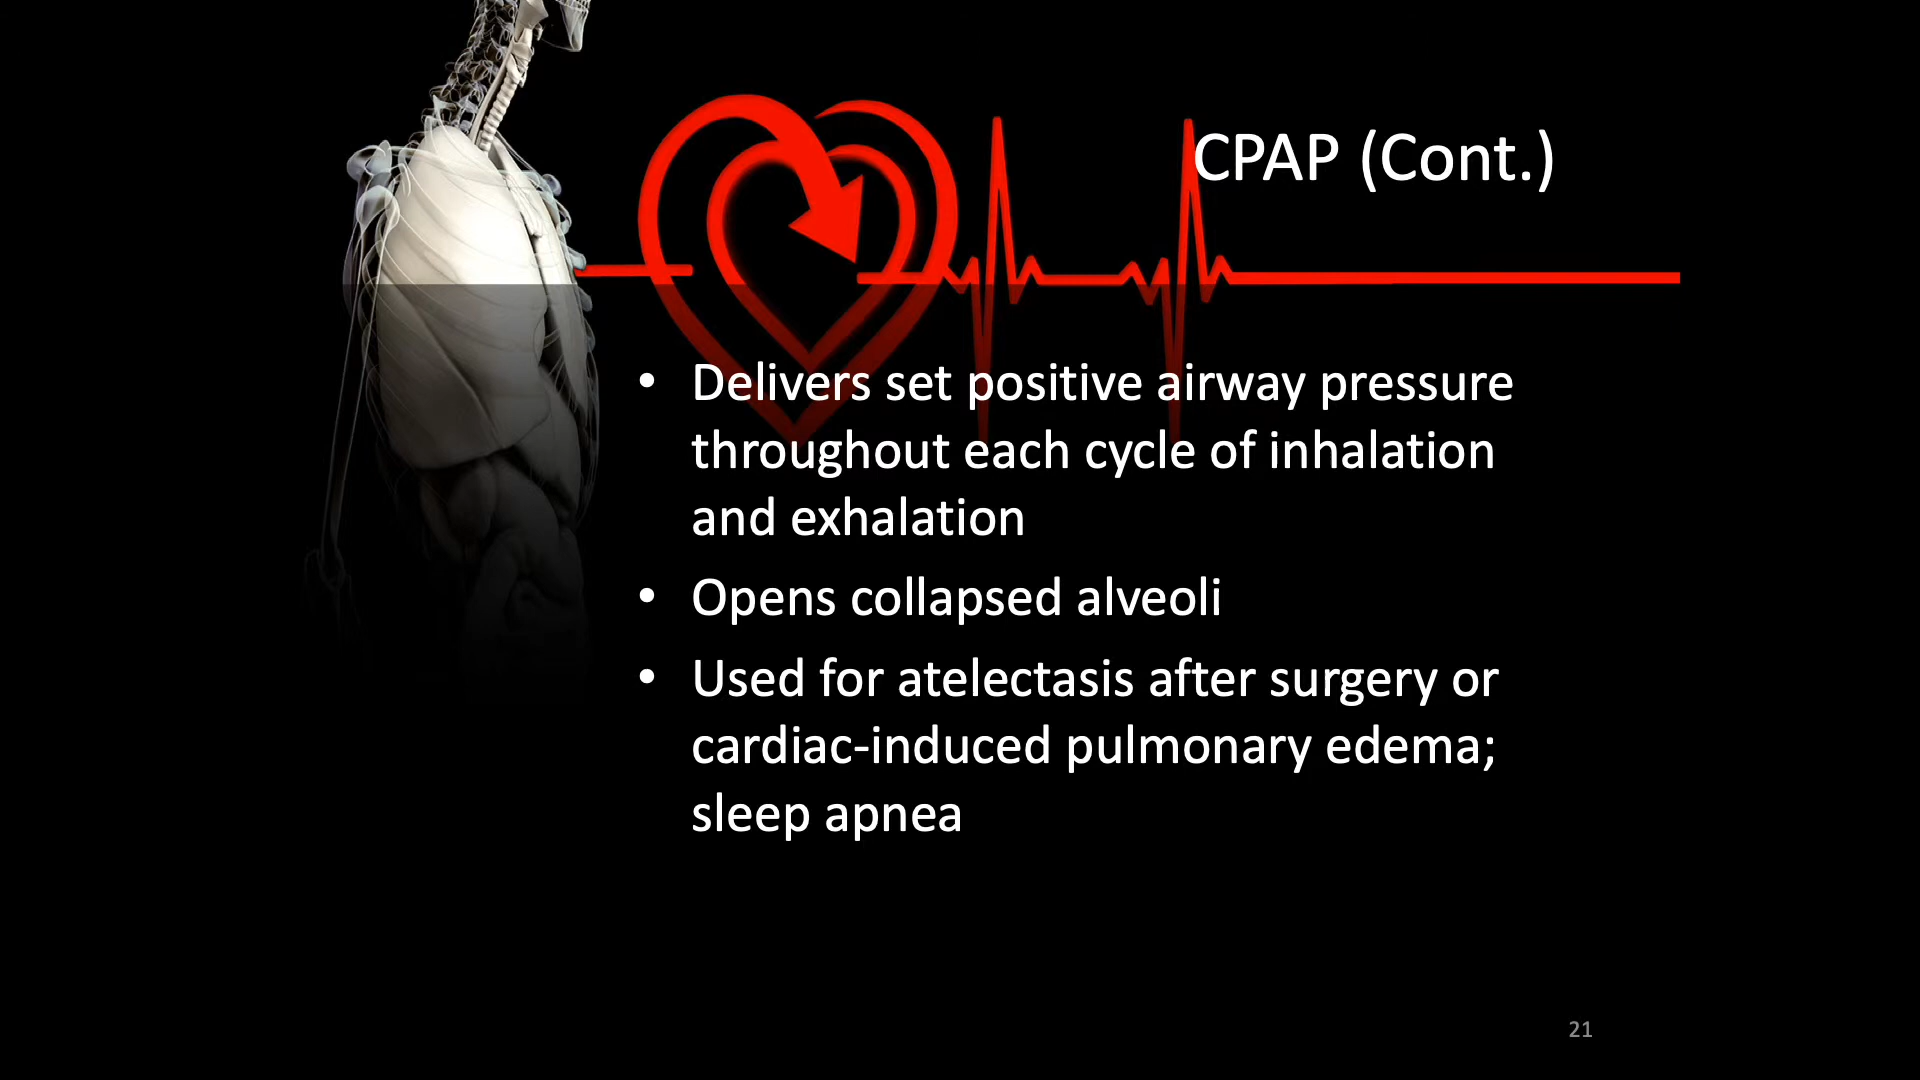 CPAP (Cont.)
• Delivers set positive airway pressure
throughout each cycle of inhalation
and exhalation
• Opens collapsed alveoli
• Used for atelectasis after surgery or
cardiac-induced pulmonary edema;
sleep apnea
21